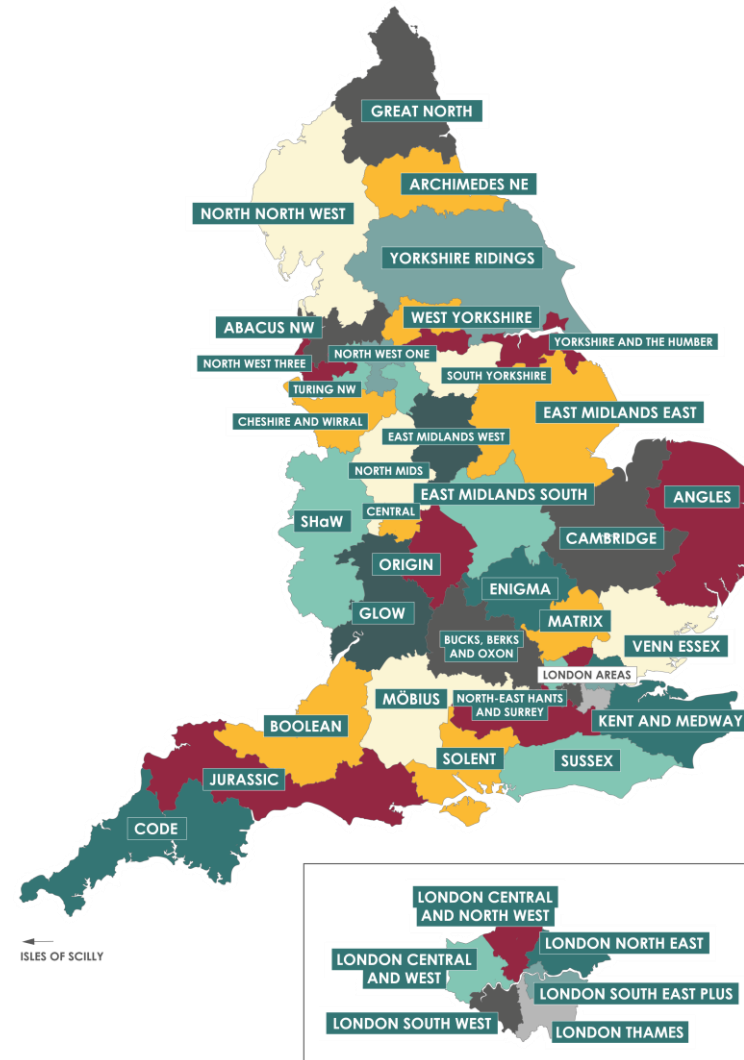 GREAT NORTH
ARCHIMEDES NE
NORTH NORTH WEST
YORKSHIRE RIDINGS
WEST YORKSHIRE
ABACUS NW
YORKSHIRE AND THE HUMBER
NORTH WEST ONE
NORTH WEST THREE
SOUTH YORKSHIRE
TURING NW
EAST MIDLANDS EAST
CHESHIRE AND WIRRAL
EAST MIDLANDS WEST
NORTH MIDS
EAST MIDLANDS SOUTH
ANGLES
CENTRAL
SHaW
CAMBRIDGE
ORIGIN
ENIGMA
GLOW
MATRIX
BUCKS, BERKS
AND OXON
VENN ESSEX
LONDON AREAS
MÖBIUS
NORTH-EAST HANTS
AND SURREY
KENT AND MEDWAY
BOOLEAN
SOLENT
SUSSEX
JURASSIC
CODE
ISLES OF SCILLY
LONDON CENTRAL
AND NORTH WEST
LONDON NORTH EAST
LONDON CENTRAL
AND WEST
LONDON SOUTH EAST PLUS
LONDON SOUTH WEST
LONDON THAMES